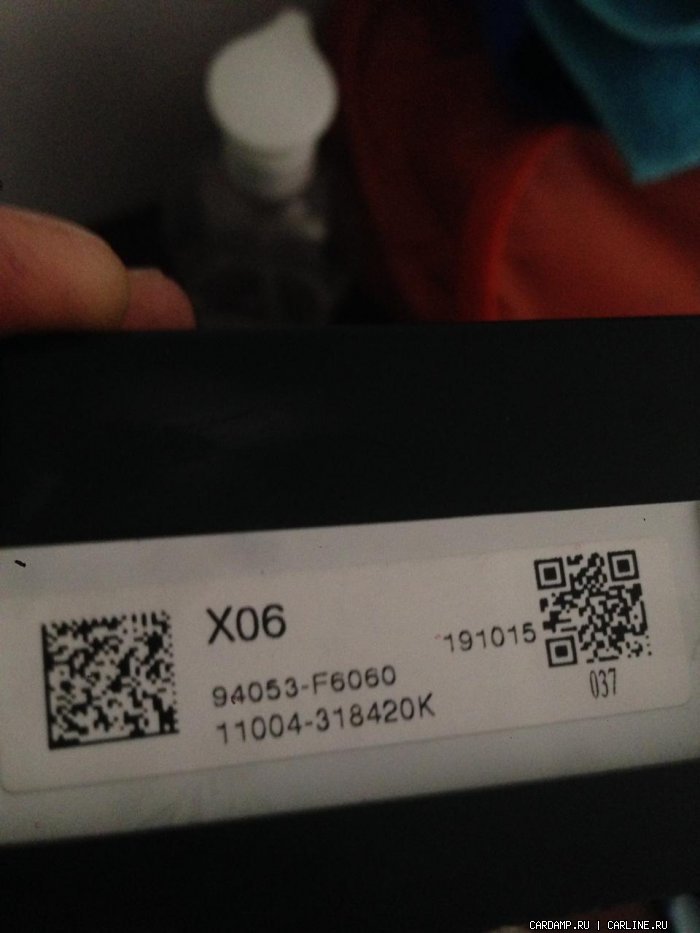 X06
191015
94053-F6060
11004-318420K
037
CARDAMP.RU | CARLINE.RU